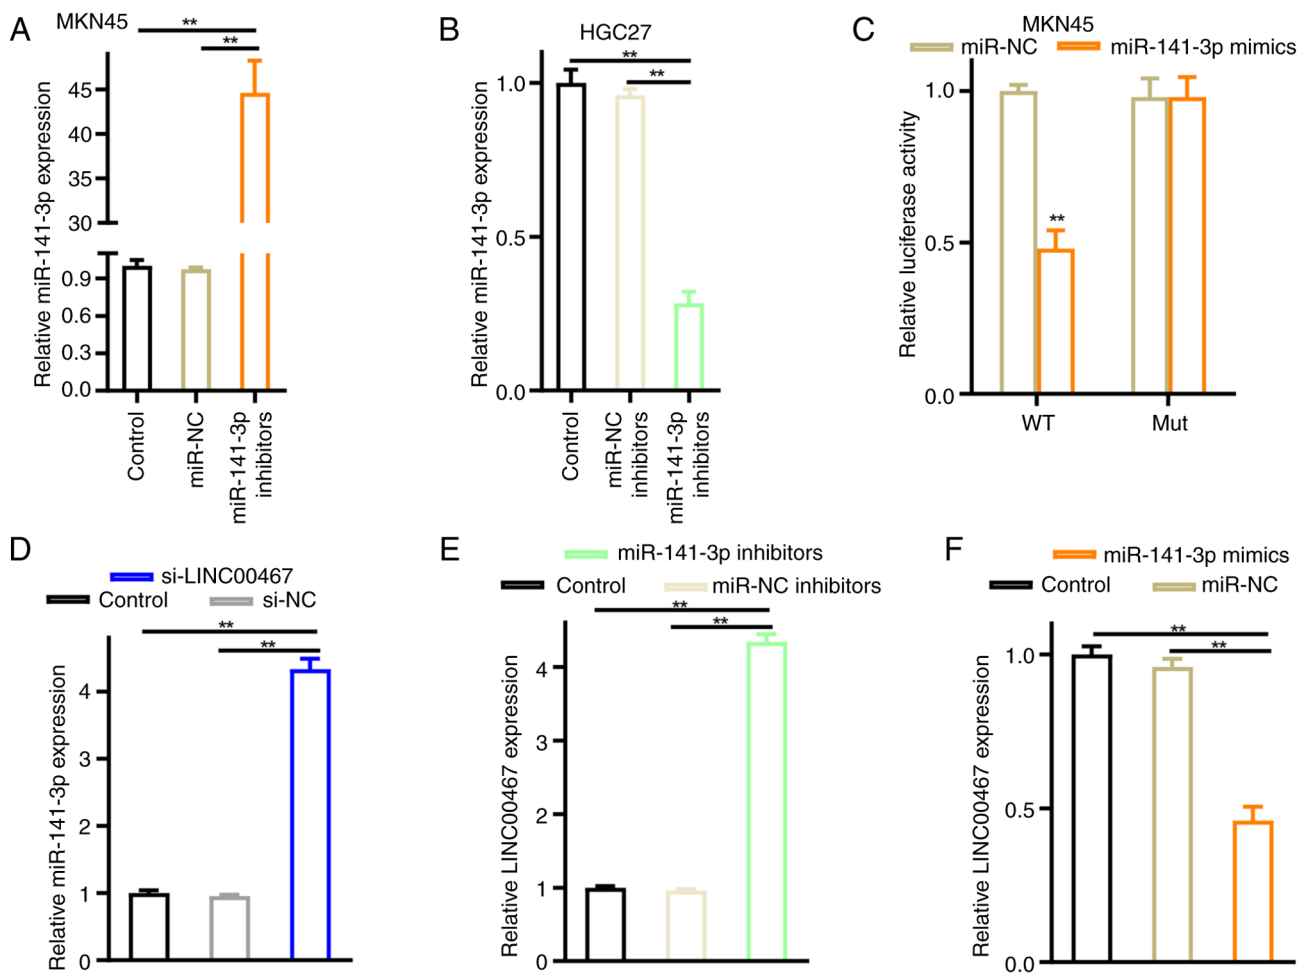 A
MKN45
**
**
Relative miR-141-3p expression
45
40
35
30
0.9
0.6
0.3
0.0
Control
miR-NC
miR-141-3p
inhibitors
B
HGC27
**
**
Relative miR-141-3p expression
1.0
0.5
0.0
Control
miR-NC
inhibitors
miR-141-3p
inhibitors
C
MKN45
miR-NC
miR-141-3p mimics
Relative luciferase activity
1.0
0.5
0.0
**
WT
Mut
D
si-LINC00467
Control
si-NC
**
**
Relative miR-141-3p expression
4
3
2
1
0
E
miR-141-3p inhibitors
Control
miR-NC inhibitors
**
**
Relative LINC00467 expression
4
3
2
1
0
F
miR-141-3p mimics
Control
miR-NC
**
**
Relative LINC00467 expression
1.0
0.5
0.0